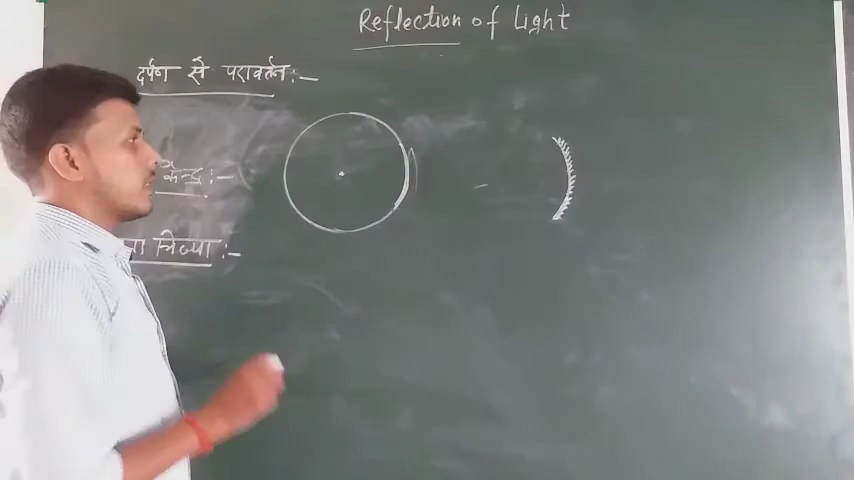 Reflection of Light
दर्पण से परावर्तन :-
केन्द्र :-
त्रिज्या :-